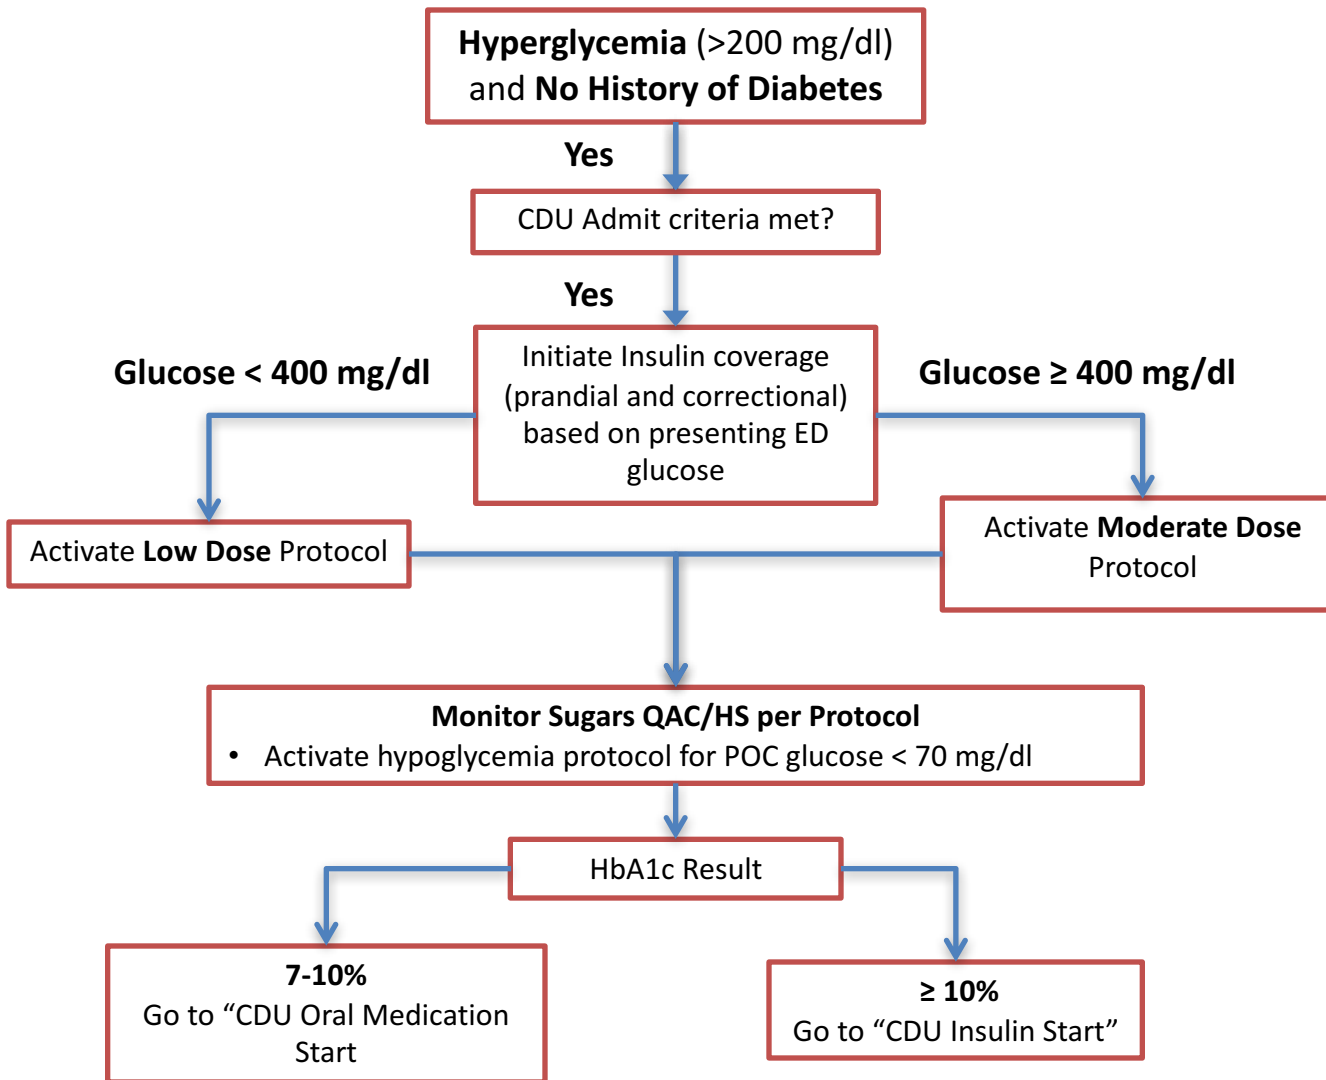 Hyperglycemia (>200 mg/dl)
and No History of Diabetes
Yes
CDU Admit criteria met?
Yes
Glucose < 400 mg/dl
Initiate Insulin coverage
(prandial and correctional)
based on presenting ED
glucose
Glucose ≥ 400 mg/dl
Activate Low Dose Protocol
Activate Moderate Dose
Protocol
Monitor Sugars QAC/HS per Protocol
• Activate hypoglycemia protocol for POC glucose < 70 mg/dl
HbA1c Result
7-10%
Go to “CDU Oral Medication
Start
≥ 10%
Go to “CDU Insulin Start”